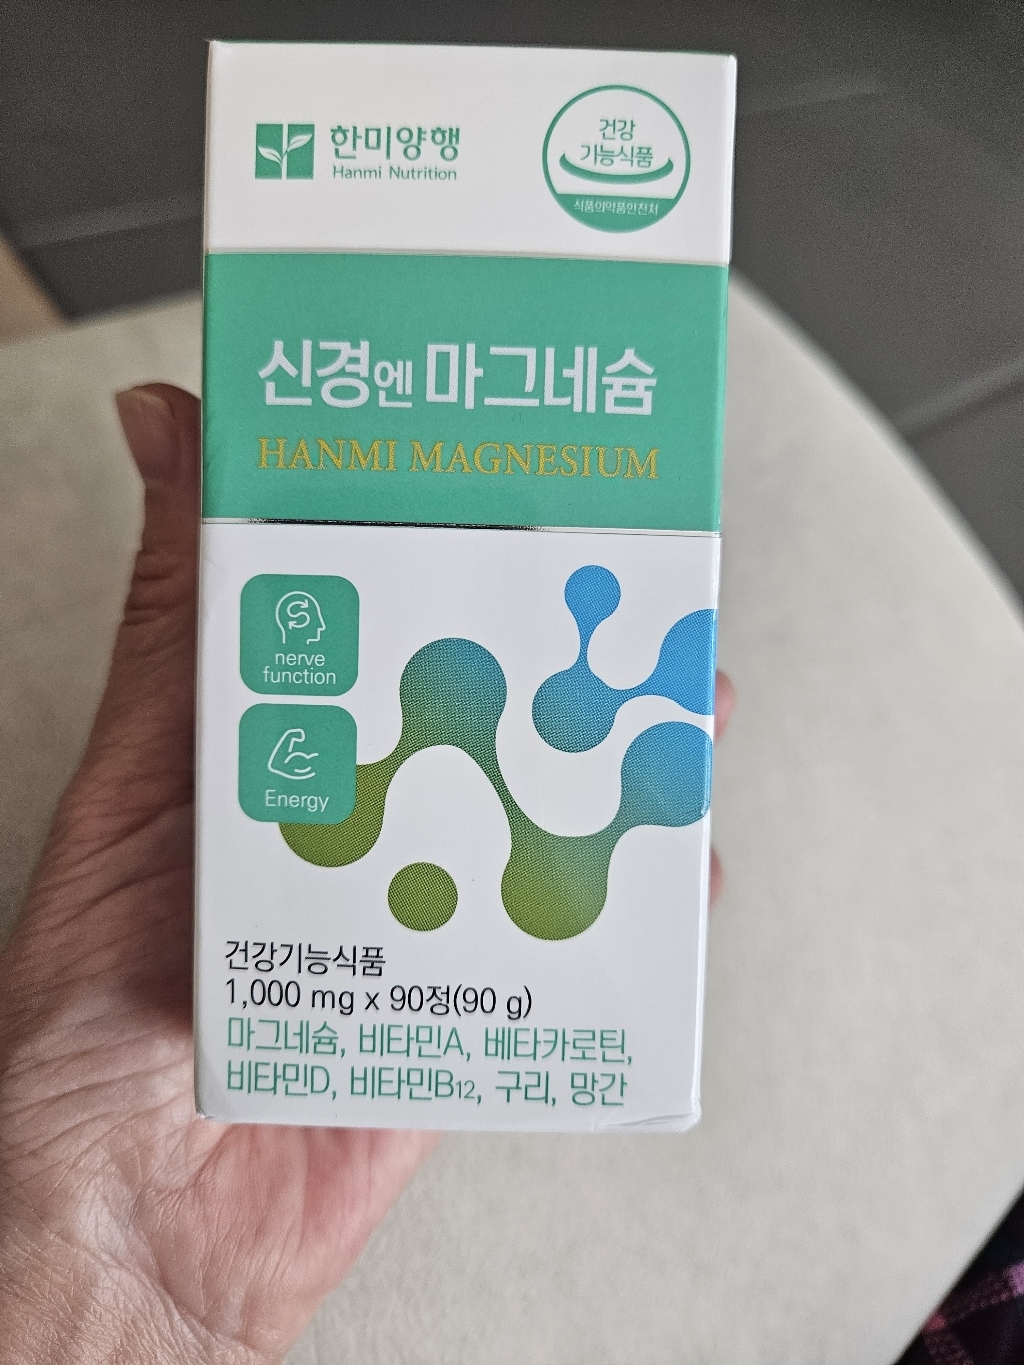 한미양행
Hanmi Nutrition
건강
기능식품
식품의약품안전처
신경엔 마그네슘
HANMI MAGNESIUM
nerve
function
Energy
건강기능식품
1,000 mg x 90정(90 g)
마그네슘, 비타민A, 베타카로틴,
비타민D, 비타민B12, 구리, 망간